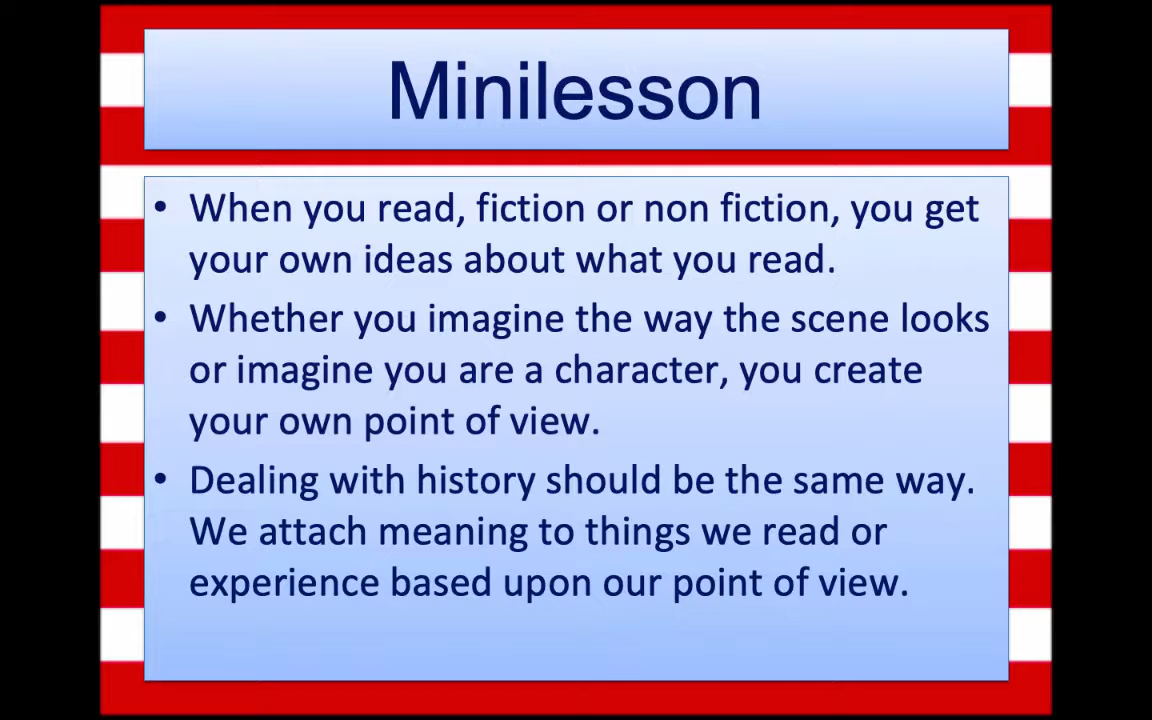 Minilesson
• When you read, fiction or non fiction, you get
your own ideas about what you read.
• Whether you imagine the way the scene looks
or imagine you are a character, you create
your own point of view.
• Dealing with history should be the same way.
We attach meaning to things we read or
experience based upon our point of view.